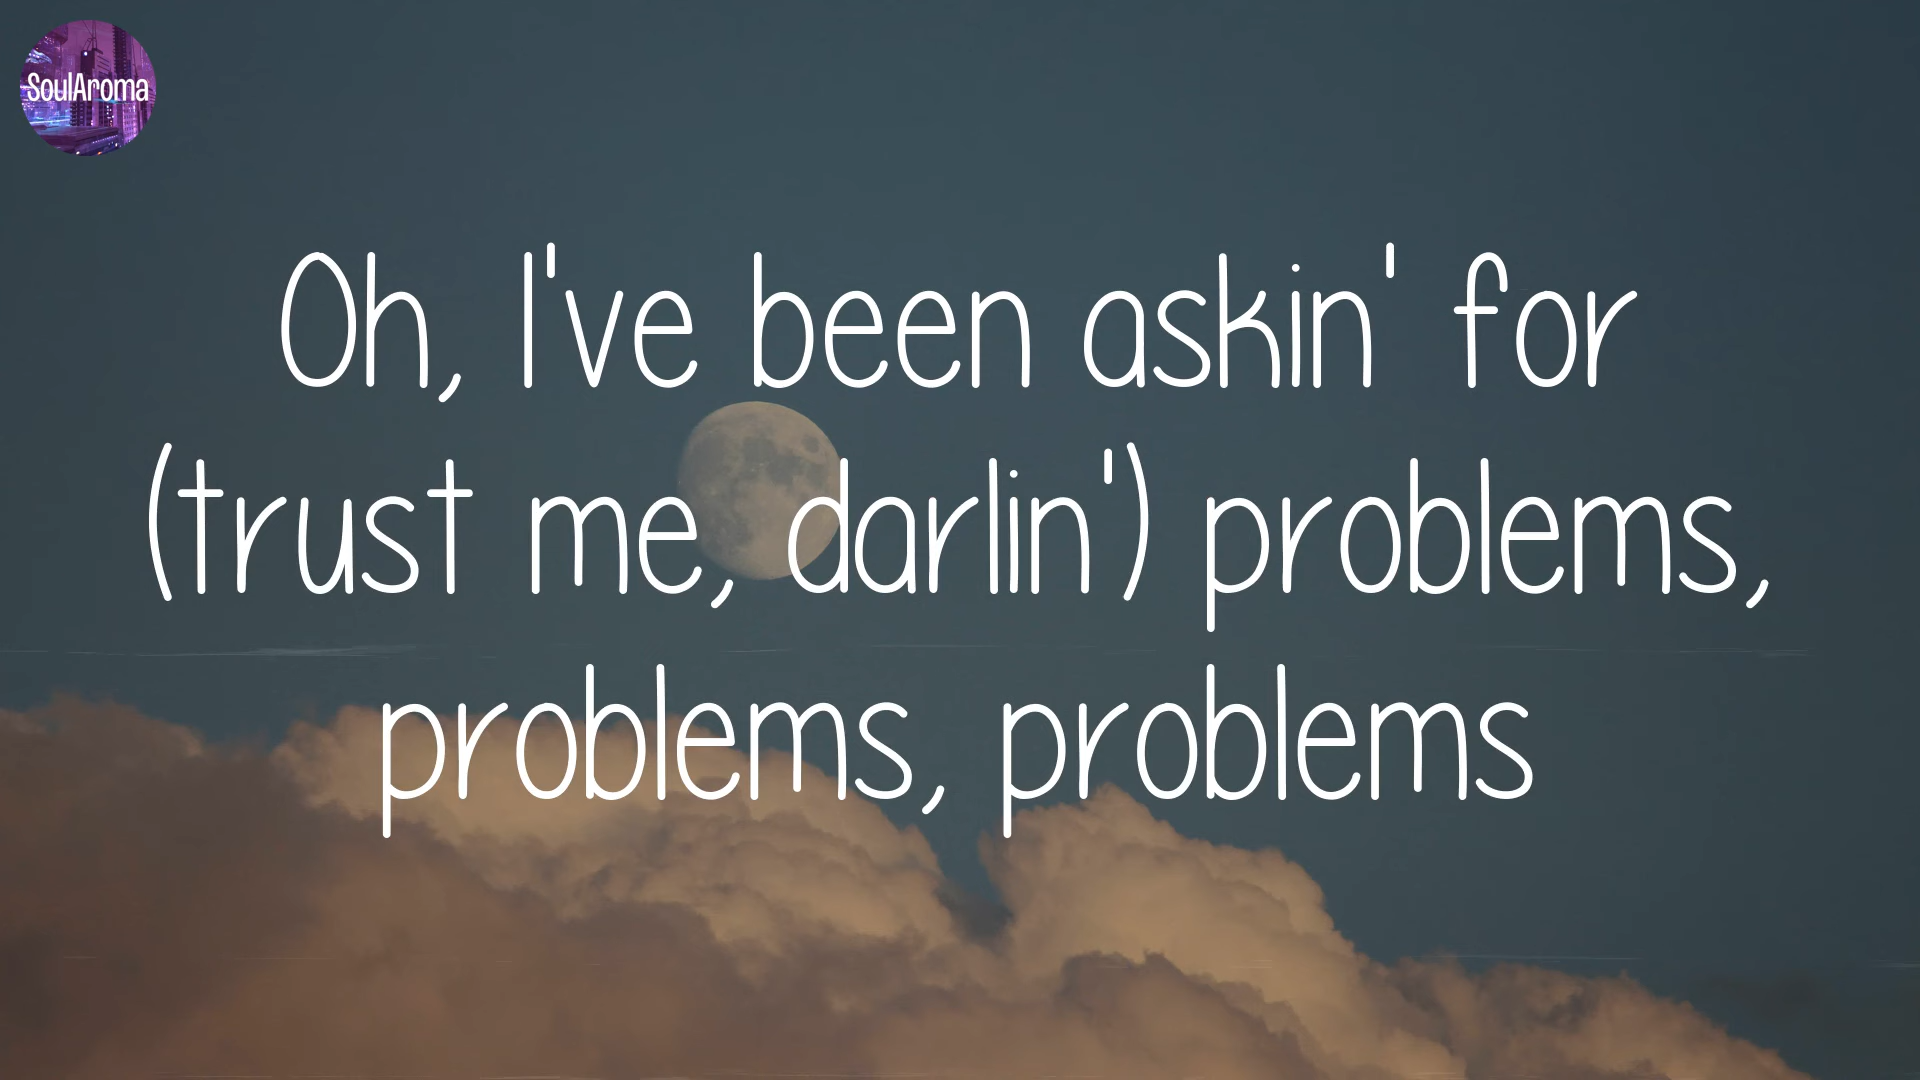 SoulAroma
Oh, I've been askin' for
(trust me, darlin') problems,
problems, problems